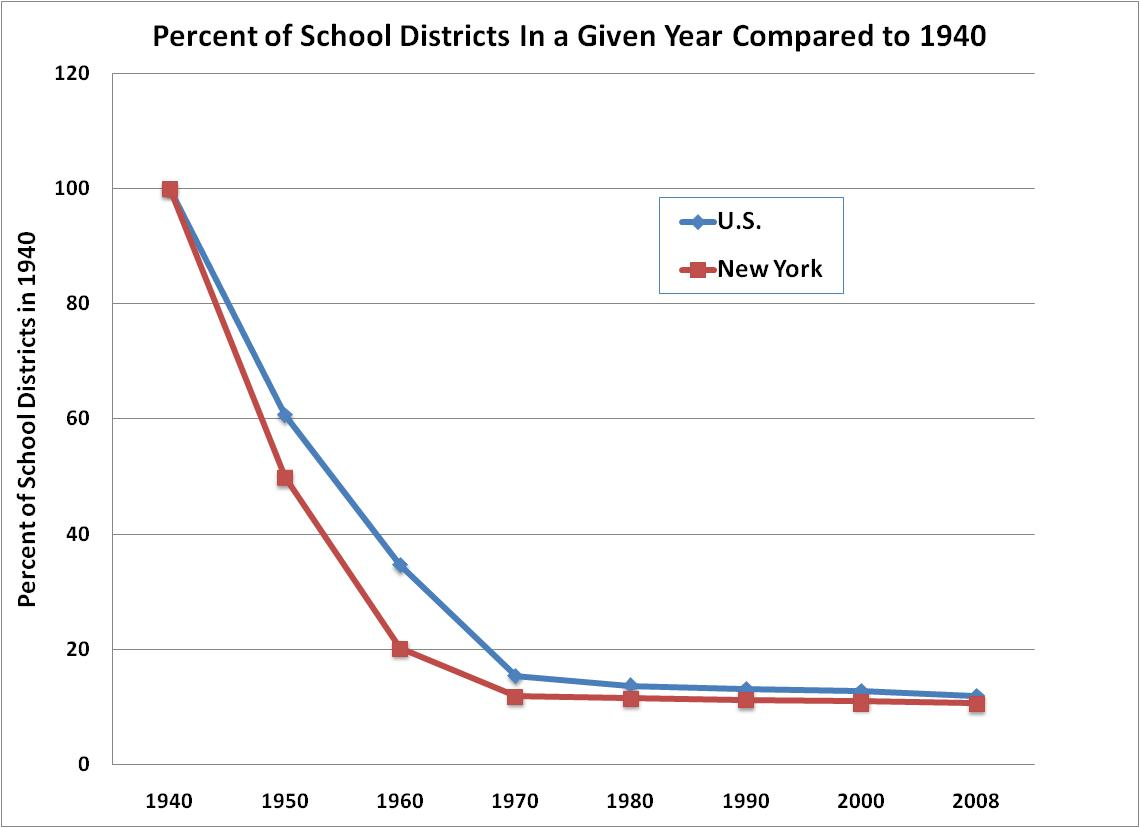 Percent of School Districts In a Given Year Compared to 1940
120
100
80
60
40
20
0
Percent of School Districts in 1940
U.S.
New York
1940 1950 1960 1970 1980 1990 2000 2008